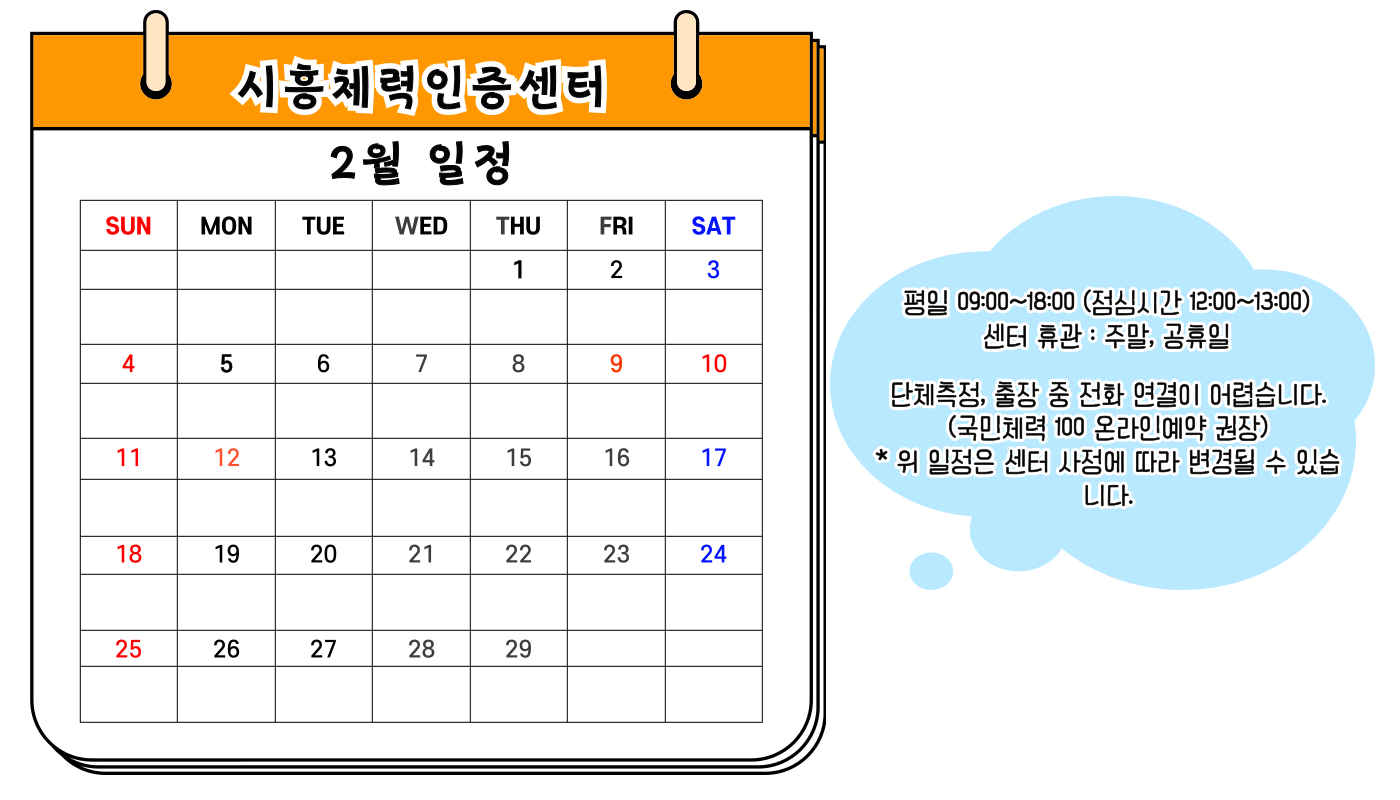 시흥체력인증센터
2월 일정
SUN MON TUE WED THU FRI SAT
1 2 3
4 5 6 7 8 9 10
11 12 13 14 15 16 17
18 19 20 21 22 23 24
25 26 27 28 29
평일 09:00~18:00 (점심시간 12:00~13:00)
센터 휴관 : 주말, 공휴일
단체측정, 출장 중 전화 연결이 어렵습니다.
(국민체력 100 온라인예약 권장)
* 위 일정은 센터 사정에 따라 변경될 수 있습
니다.